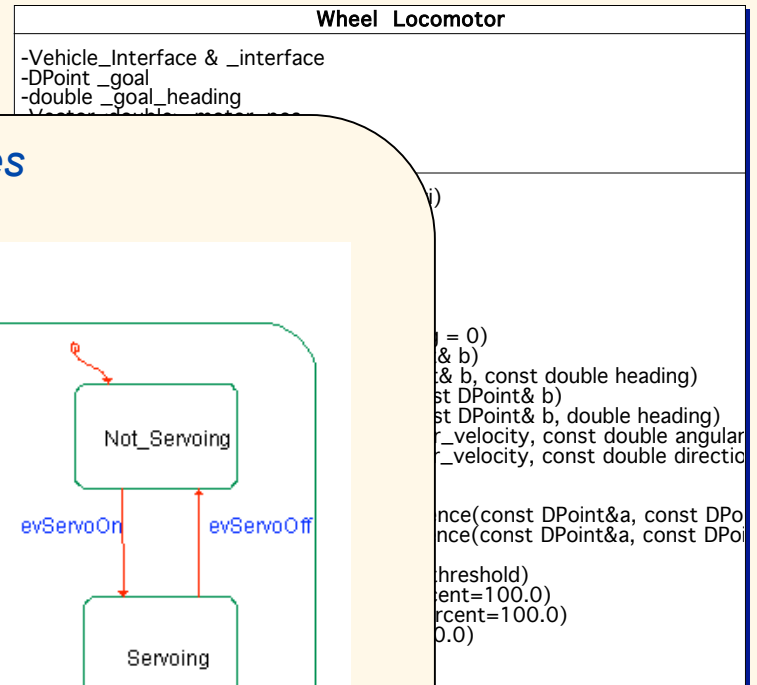 Wheel Locomotor
-Vehicle_Interface & _interface
-DPoint _goal
-double _goal_heading
es
i)
= 0)
& b)
& b, const double heading)
st DPoint& b)
st DPoint& b, double heading)
r_velocity, const double angular
r_velocity, const double directio
nce(const DPoint&a, const DPo
nce(const DPoint&a, const DPoi
threshold)
cent=100.0)
rcent=100.0)
0.0)
Not_Servoing
evServoOn
evServoOff
Servoing